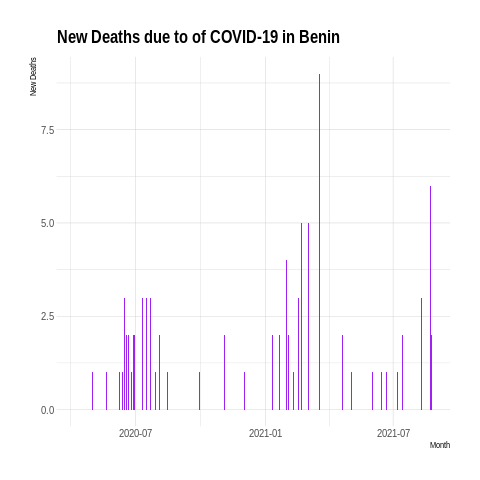 New Deaths due to of COVID-19 in Benin
New Deaths
7.5
5.0
2.5
0.0
2020-07
2021-01
2021-07
Month